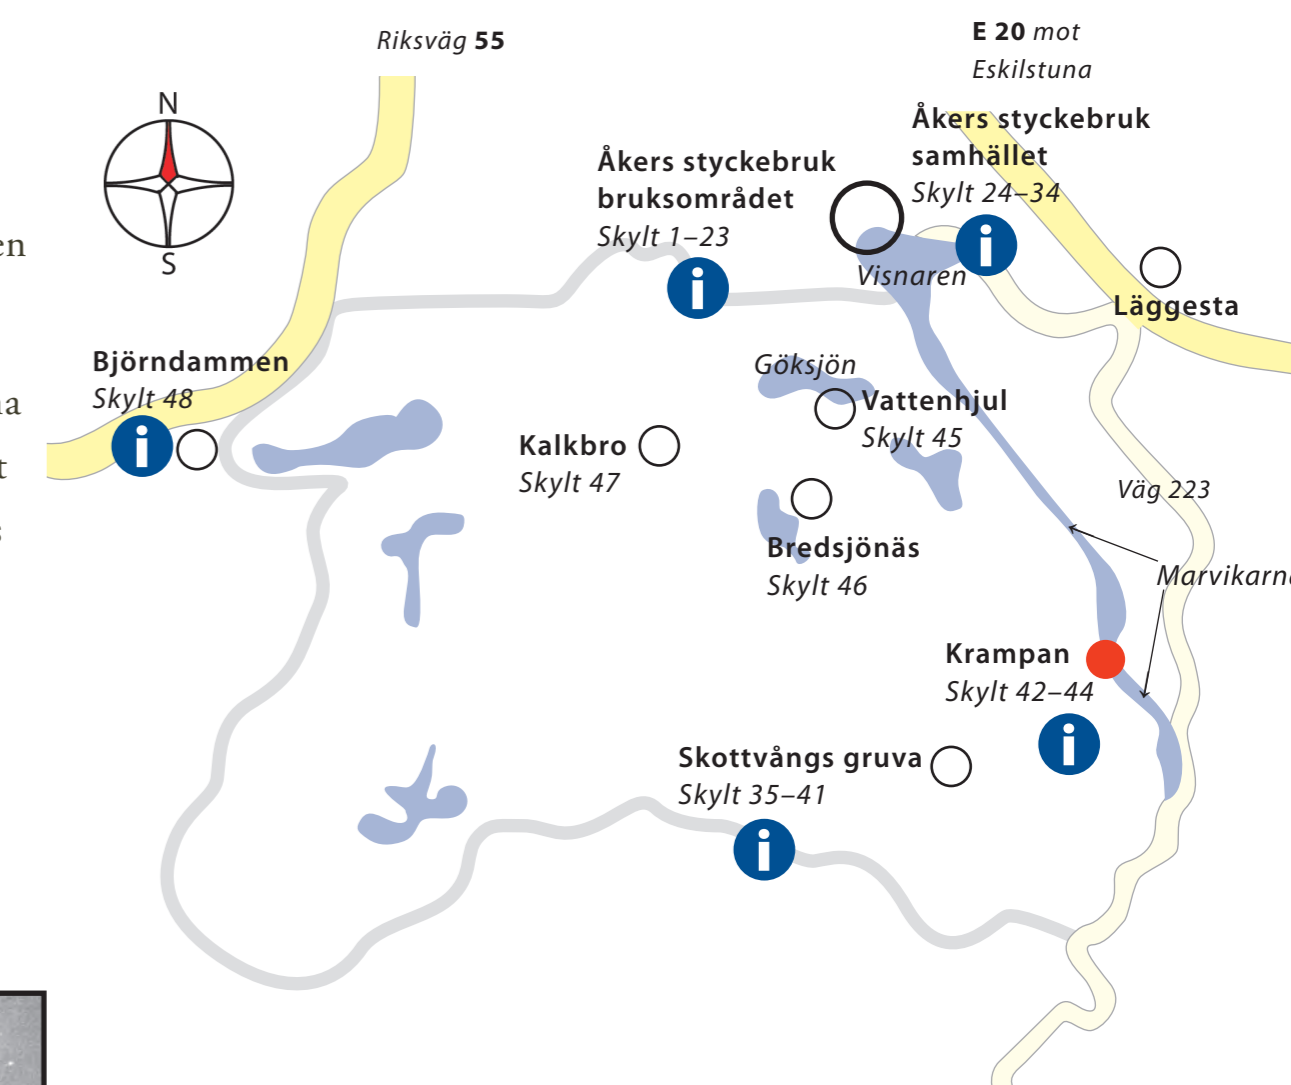 Riksväg 55
E 20 mot
Eskilstuna
N
S
Åkers styckebruk
samhället
Skylt 24–34
Åkers styckebruk
bruksområdet
Skylt 1–23
i
i
Visnaren
Läggesta
en
Björndammen
Skylt 48
i
Göksjön
Vattenhjul
Skylt 45
Kalkbro
Skylt 47
t
Väg 223
Bredsjönäs
Skylt 46
Marvikarn
Krampan
Skylt 42–44
i
Skottvångs gruva
Skylt 35–41
i